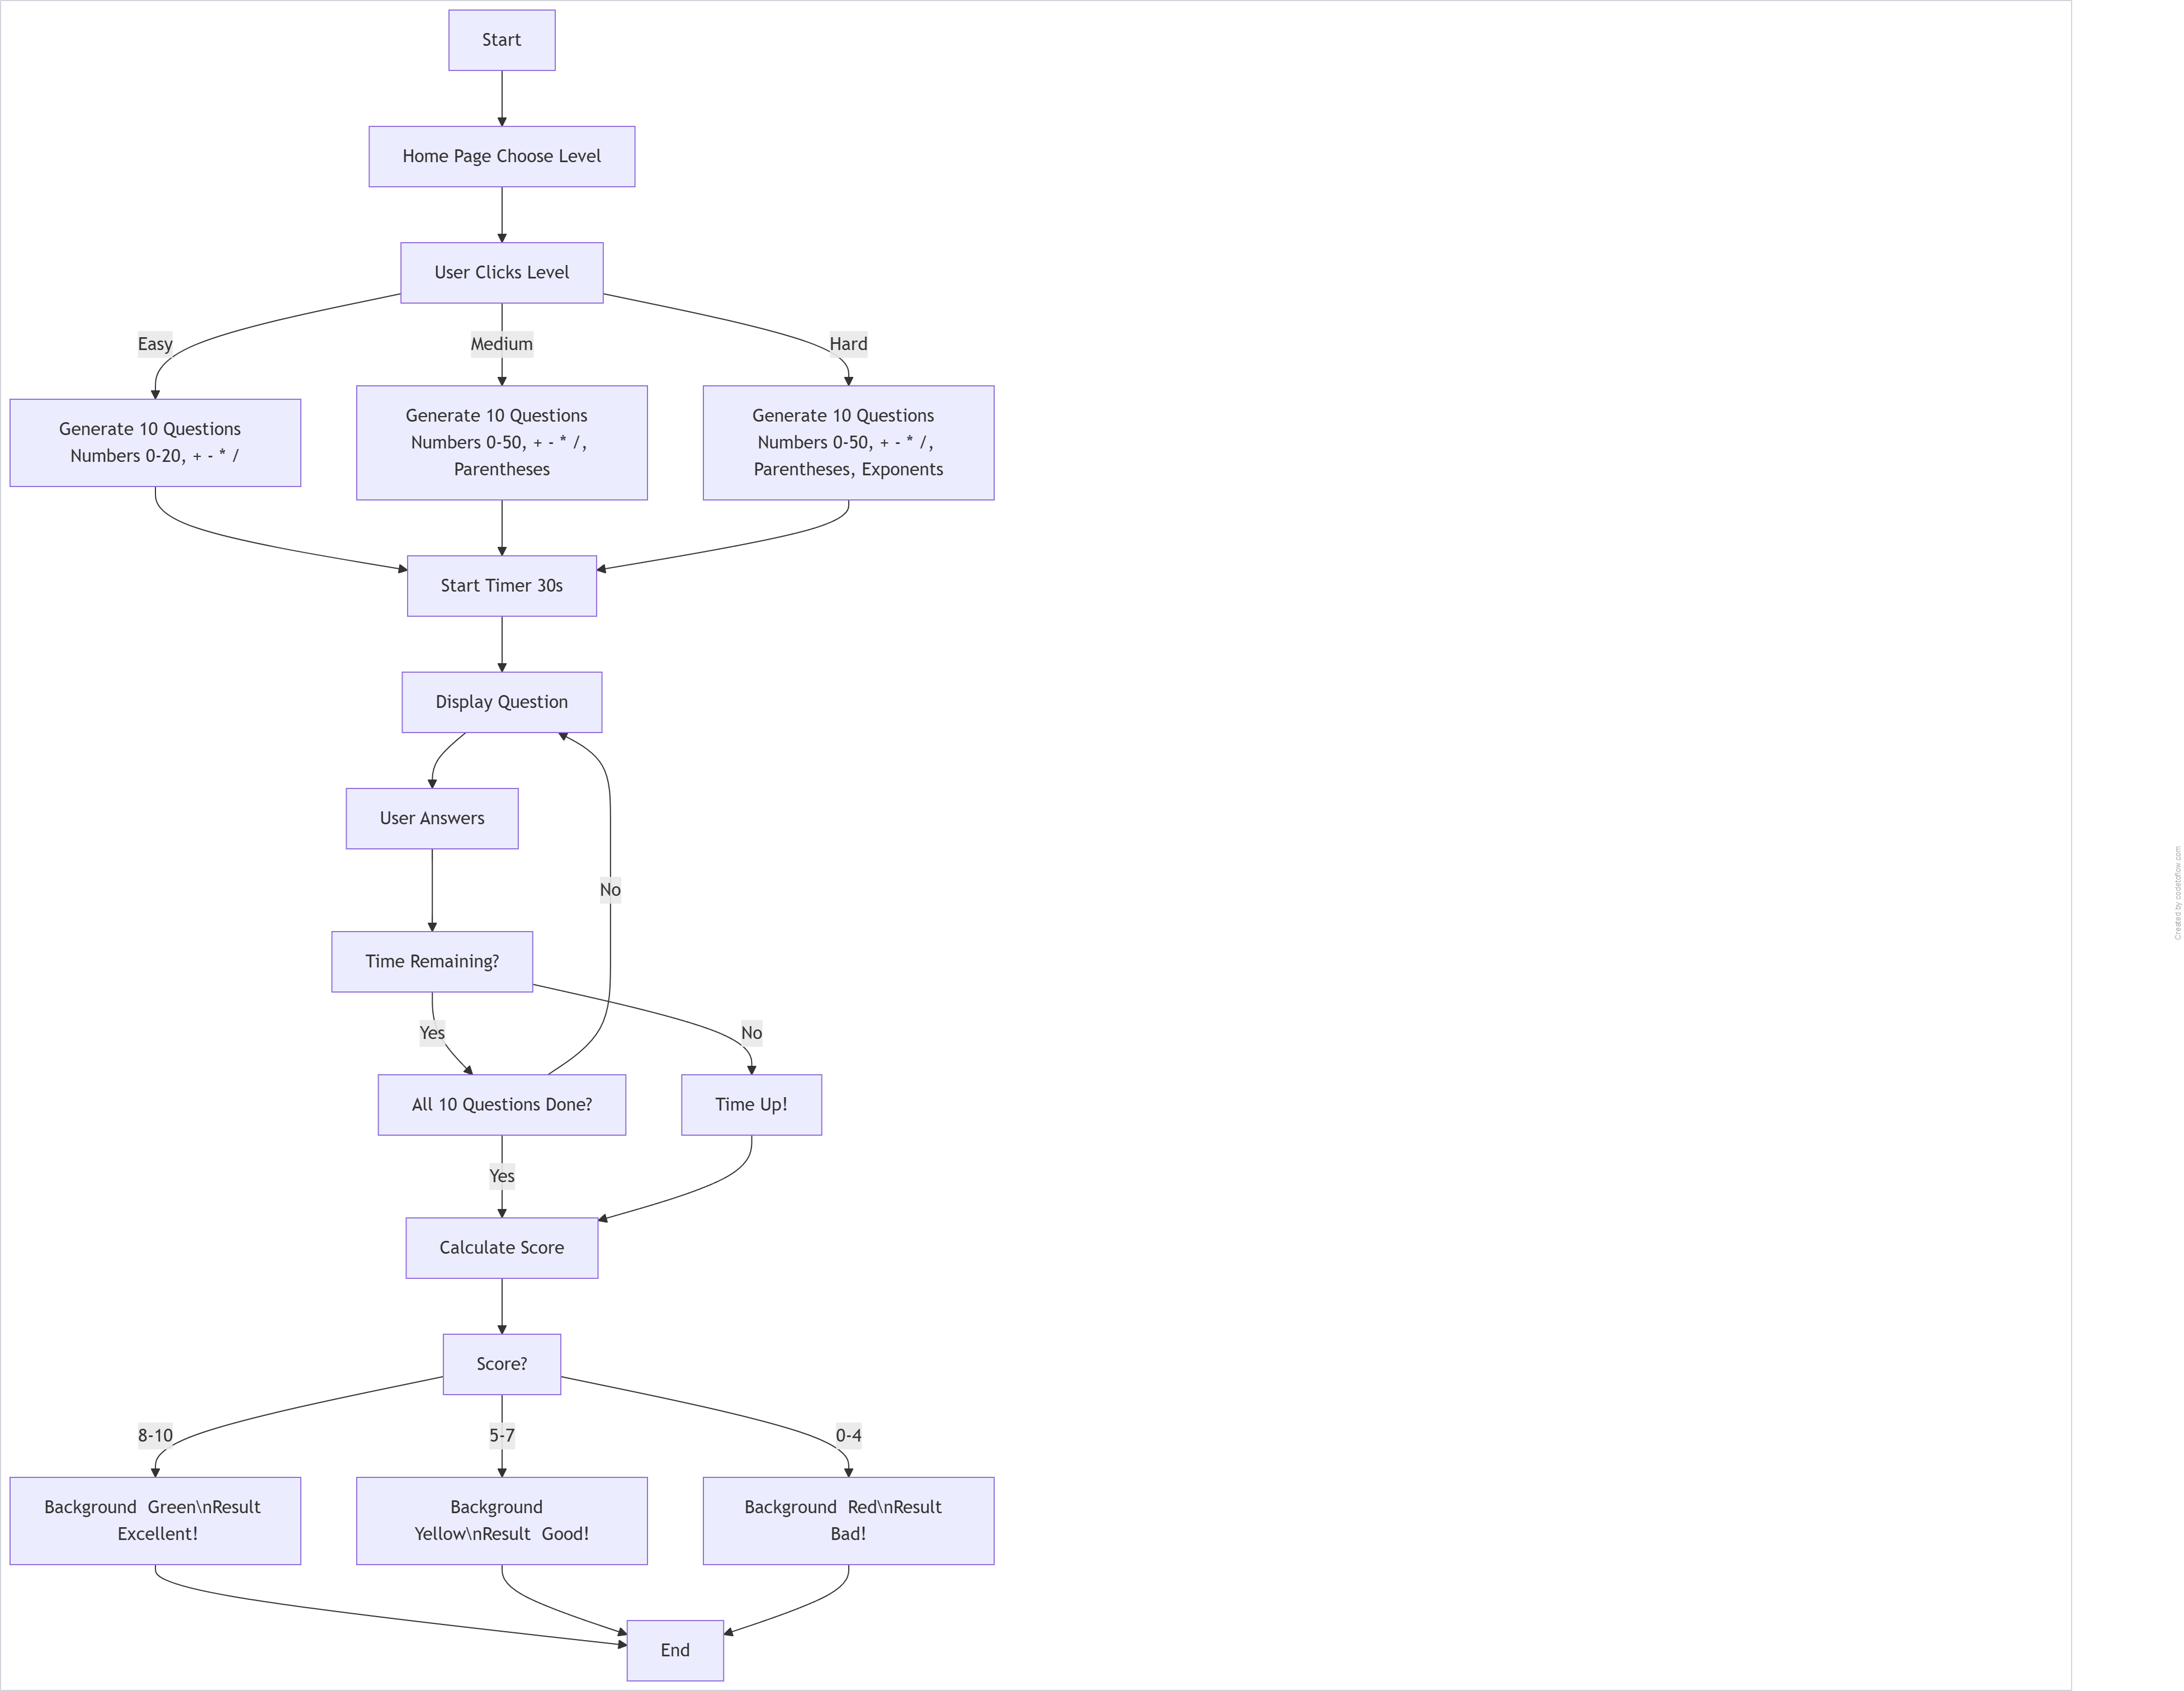 Start
Home Page Choose Level
User Clicks Level
Easy
Medium
Hard
Generate 10 Questions
Numbers 0-20, + - * /
Generate 10 Questions
Numbers 0-50, + - * /,
Parentheses
Generate 10 Questions
Numbers 0-50, + - * /,
Parentheses, Exponents
Start Timer 30s
Display Question
User Answers
No
Time Remaining?
Yes
No
All 10 Questions Done?
Time Up!
Yes
Calculate Score
Score?
8-10
5-7
0-4
Background  Green\nResult
Excellent!
Background
Yellow\nResult  Good!
Background  Red\nResult
Bad!
End
Created by codetoflow.com